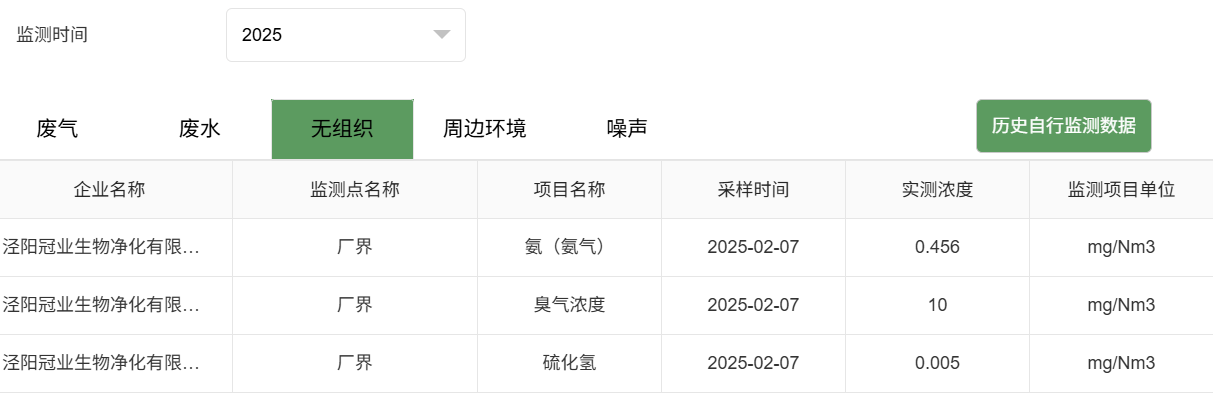 监测时间 2025
废气 废水 无组织 周边环境 噪声 历史自行监测数据
企业名称 监测点名称 项目名称 采样时间 实测浓度 监测项目单位
泾阳冠业生物净化有限… 厂界 氨（氨气） 2025-02-07 0.456 mg/Nm3
泾阳冠业生物净化有限… 厂界 臭气浓度 2025-02-07 10 mg/Nm3
泾阳冠业生物净化有限… 厂界 硫化氢 2025-02-07 0.005 mg/Nm3